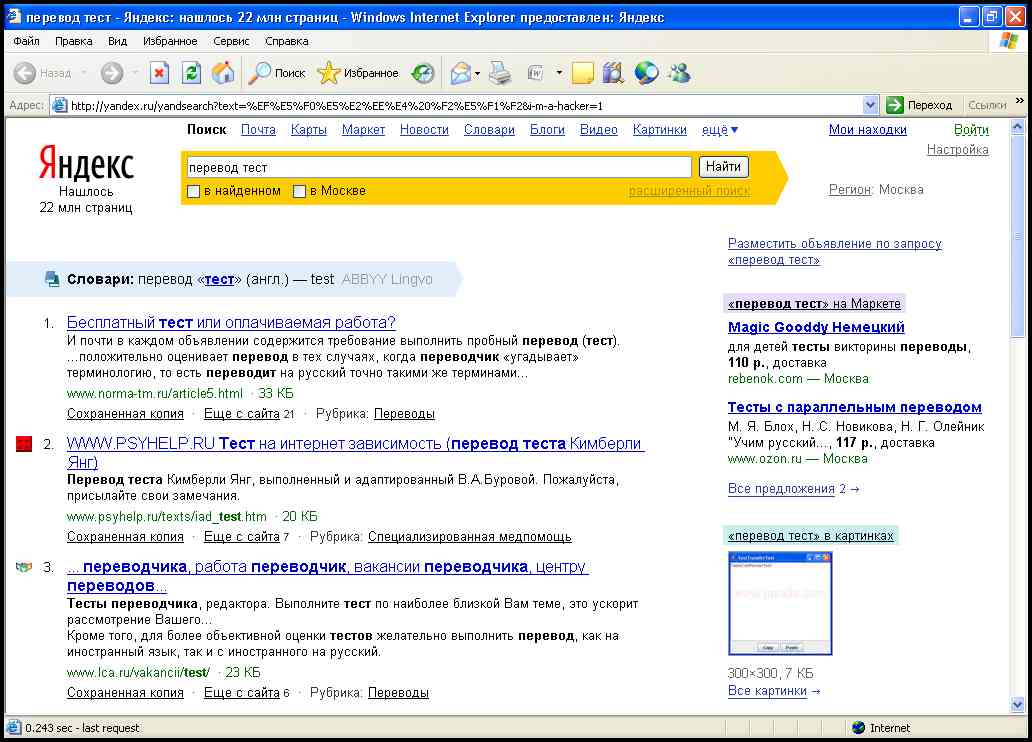 перевод тест - Яндекс: нашлось 22 млн страниц - Windows Internet Explorer предоставлен: Яндекс
Файл Правка Вид Избранное Сервис Справка
Назад Поиск Избранное
Адрес: http://yandex.ru/yandsearch?text=%EF%E5%F0%E5%E2%EE%E4%20%F2%E5%F1%F2&i-m-a-hacker=1 Переход Ссылки »
Поиск Почта Карты Маркет Новости Словари Блоги Видео Картинки ещё ▼ Мои находки Войти
Настройка
Яндекс
Нашлось
22 млн страниц
перевод тест Найти
в найденном в Москве расширенный поиск
Регион: Москва
Словари: перевод «тест» (англ.) — test ABBYY Lingvo
1. Бесплатный тест или оплачиваемая работа?
И почти в каждом объявлении содержится требование выполнить пробный перевод (тест).
...положительно оценивает перевод в тех случаях, когда переводчик «угадывает»
терминологию, то есть переводит на русский точно такими же терминами...
www.norma-tm.ru/article5.html · 33 КБ
Сохраненная копия · Еще с сайта 21 · Рубрика: Переводы
2. WWW.PSYHELP.RU Тест на интернет зависимость (перевод теста Кимберли
Янг)
Перевод теста Кимберли Янг, выполненный и адаптированный В.А.Буровой. Пожалуйста,
присылайте свои замечания.
www.psyhelp.ru/texts/iad_test.htm · 20 КБ
Сохраненная копия · Еще с сайта 7 · Рубрика: Специализированная медпомощь
3. ... переводчика, работа переводчик, вакансии переводчика, центру
переводов...
Тесты переводчика, редактора. Выполните тест по наиболее близкой Вам теме, это ускорит
рассмотрение Вашего...
Кроме того, для более объективной оценки тестов желательно выполнить перевод, как на
иностранный язык, так и с иностранного на русский.
www.lca.ru/vakancii/test/ · 23 КБ
Сохраненная копия · Еще с сайта 6 · Рубрика: Переводы
Разместить объявление по запросу
«перевод тест»
«перевод тест» на Маркете
Magic Gooddy Немецкий
для детей тесты викторины переводы,
110 р., доставка
rebenok.com — Москва
Тесты с параллельным переводом
М. Я. Блох, Н. С. Новикова, Н. Г. Олейник
"Учим русский..., 117 р., доставка
www.ozon.ru — Москва
Все предложения 2 →
«перевод тест» в картинках
Copy Paste
300×300, 7 КБ
Все картинки →
0.243 sec - last request Internet